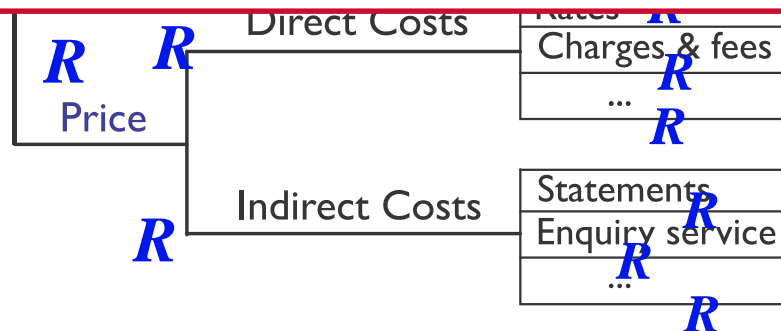 Direct Costs
Rates R
R R
Charges & fees
R
Price
...
R
Statements
R
Indirect Costs
Enquiry service
R
R
...
R